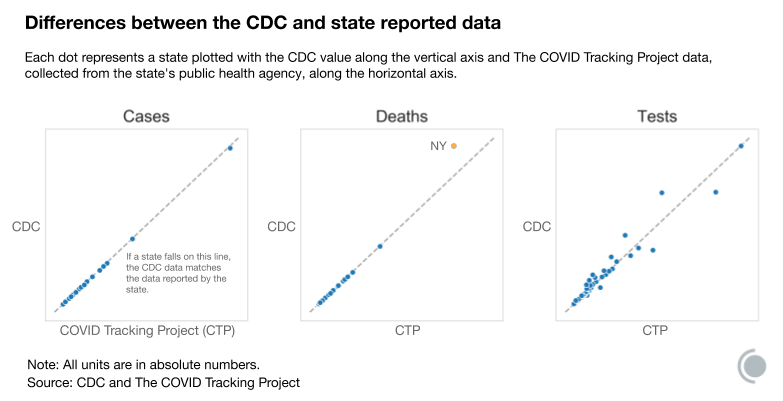 Differences between the CDC and state reported data
Each dot represents a state plotted with the CDC value along the vertical axis and The COVID Tracking Project data,
collected from the state's public health agency, along the horizontal axis.
Cases
Deaths
Tests
NY
CDC
CDC
CDC
If a state falls on this line,
the CDC data matches
the data reported by the
state.
COVID Tracking Project (CTP)
CTP
CTP
Note: All units are in absolute numbers.
Source: CDC and The COVID Tracking Project